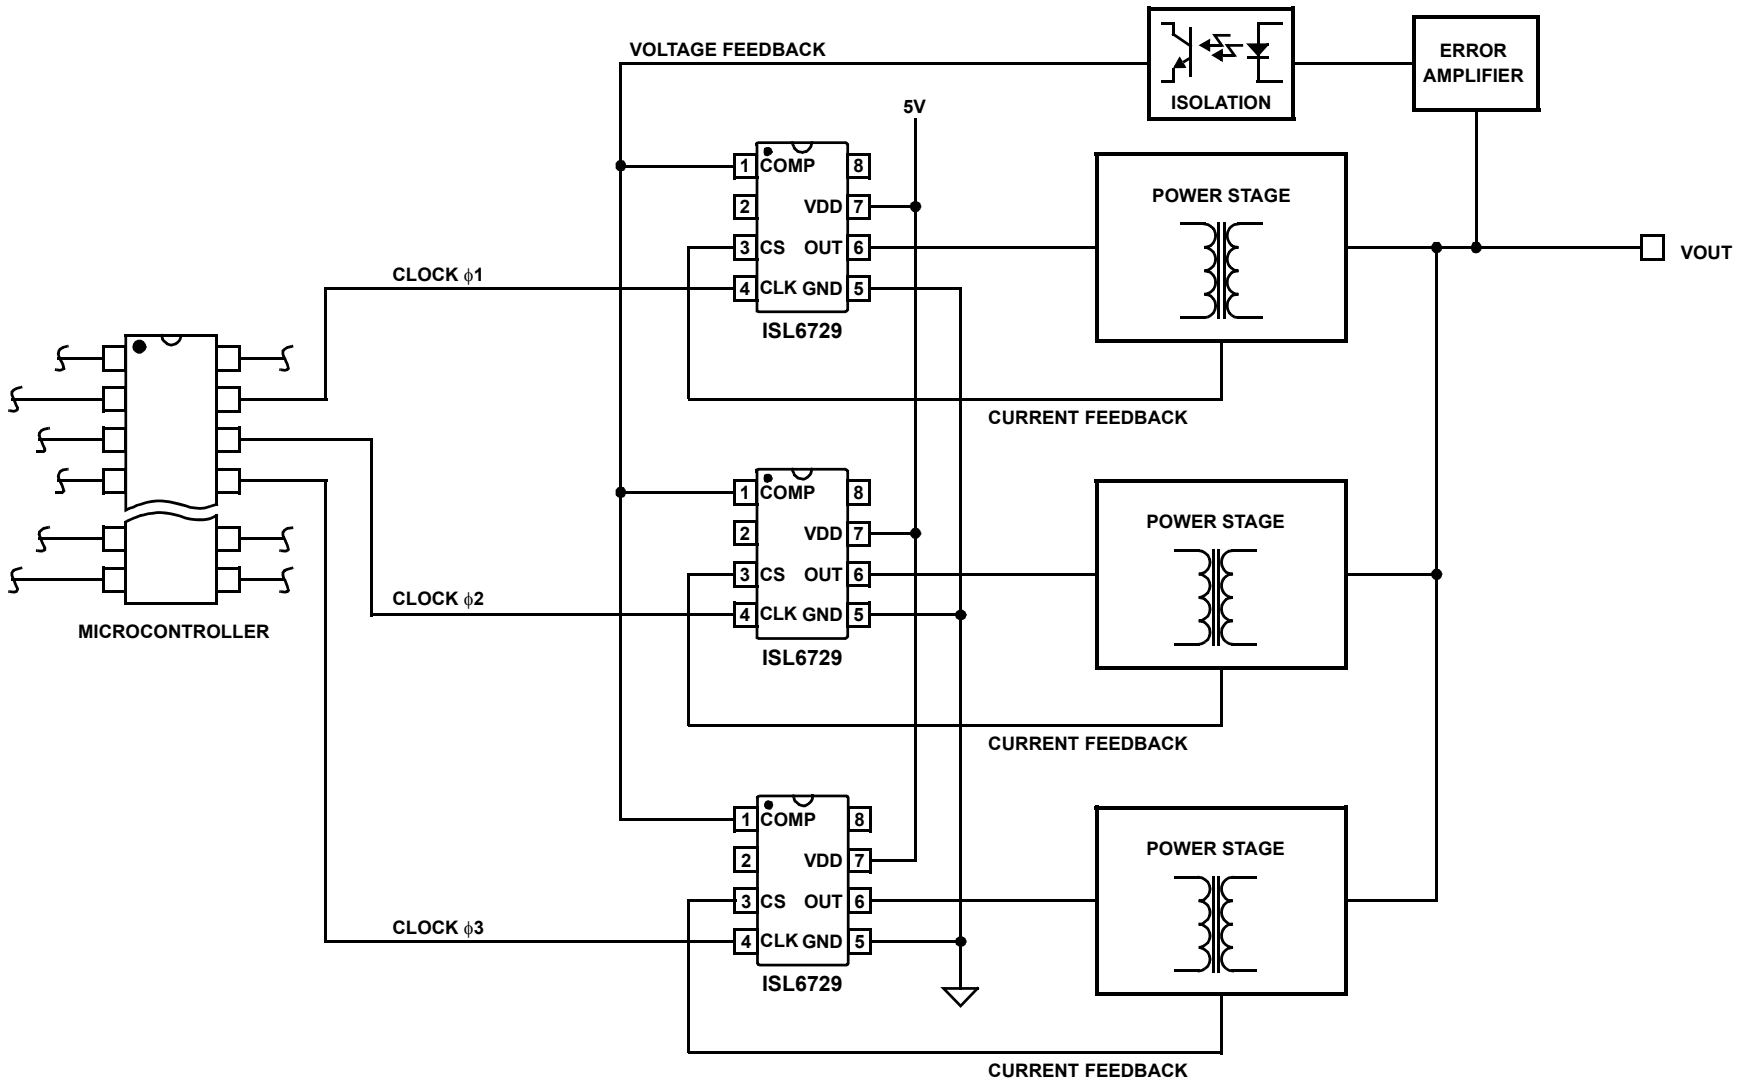 VOLTAGE FEEDBACK
ISOLATION
ERROR
AMPLIFIER
5V
1 COMP 8
2 VDD 7
3 CS OUT 6
4 CLK GND 5
ISL6729
POWER STAGE
VOUT
CLOCK ϕ1
CURRENT FEEDBACK
MICROCONTROLLER
1 COMP 8
2 VDD 7
3 CS OUT 6
4 CLK GND 5
ISL6729
POWER STAGE
CLOCK ϕ2
CURRENT FEEDBACK
1 COMP 8
2 VDD 7
3 CS OUT 6
4 CLK GND 5
ISL6729
POWER STAGE
CLOCK ϕ3
CURRENT FEEDBACK